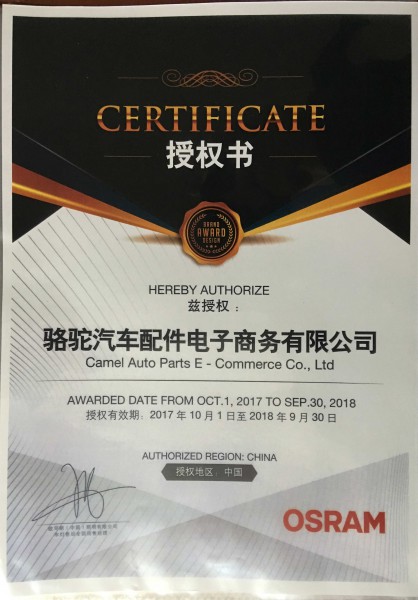 CERTIFICATE
授权书
BRAND
AWARD
DESIGN
HEREBY AUTHORIZE
兹授权：
骆驼汽车配件电子商务有限公司
Camel Auto Parts E - Commerce Co., Ltd
AWARDED DATE FROM OCT.1, 2017 TO SEP.30, 2018
授权有效期: 2017 年 10 月 1 日至 2018 年 9 月 30 日
AUTHORIZED REGION: CHINA
授权地区: 中国
OSRAM